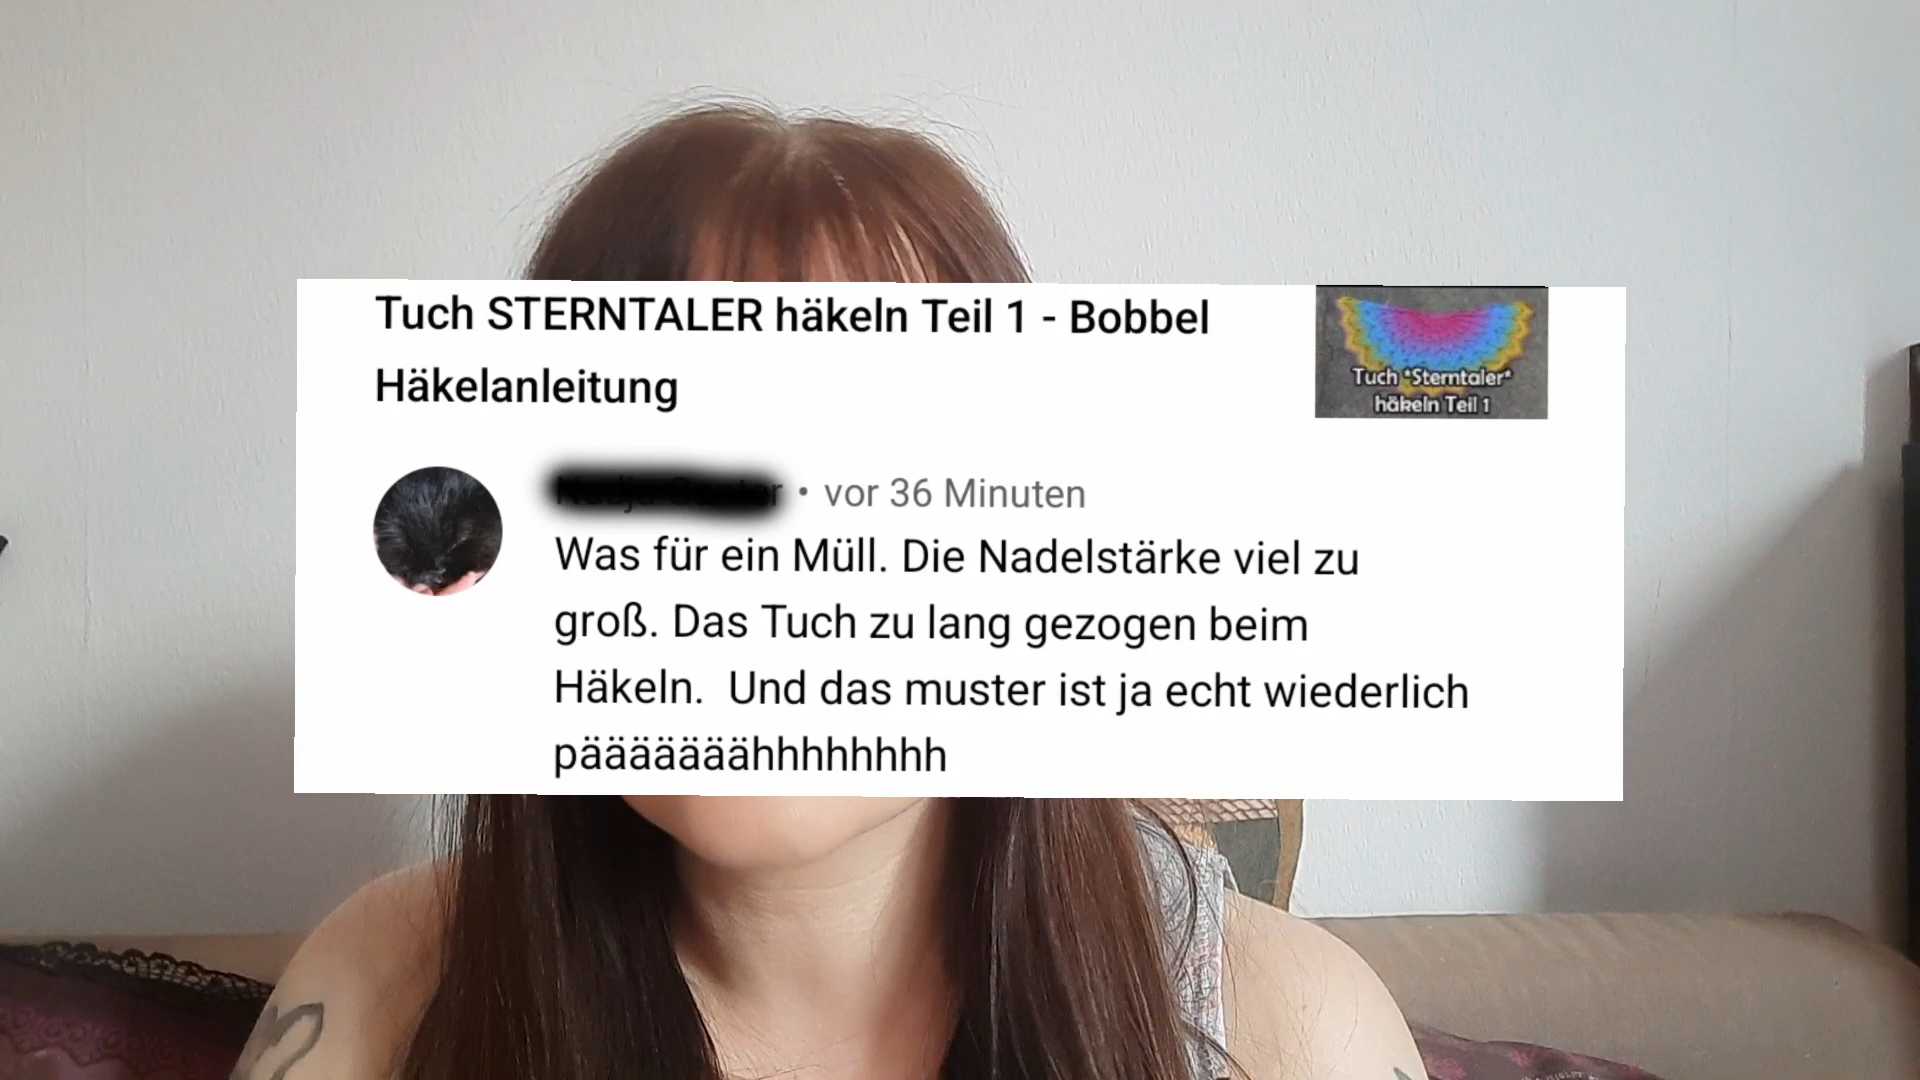 Tuch STERNTALER häkeln Teil 1 - Bobbel
Häkelanleitung
Tuch *Sterntaler*
häkeln Teil 1
• vor 36 Minuten
Was für ein Müll. Die Nadelstärke viel zu
groß. Das Tuch zu lang gezogen beim
Häkeln.  Und das muster ist ja echt wiederlich
pääääääähhhhhhhh